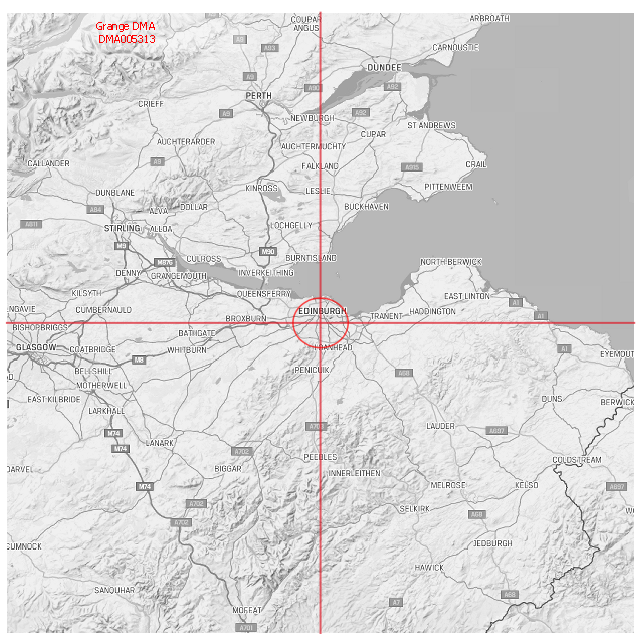 Grange DMA
DMA005313
COUPAR
ANGUS
ARBROATH
A9
A93
CARNOUSTIE
DUNDEE
A9
A90
A92
PERTH
CRIEFF
A9
A92
NEWBURGH
ST ANDREWS
CUPAR
AUCHTERARDER
AUCHTERMUCHTY
CALLANDER
A9
FALKLAND
A915
CRAIL
DUNBLANE
KINROSS
LESLIE
PITTENWEEM
ALVA
DOLLAR
BUCKHAVEN
STIRLING
ALLOA
LOCHGELLY
M9
M90
M876
CULROSS
BURNTISLAND
NORTH BERWICK
DENNY
GRANGEMOUTH
INVERKEITHING
KILSYTH
QUEENSFERRY
EAST LINTON
A1
NGAVIE
CUMBERNAULD
EDINBURGH
HADDINGTON
A1
BROXBURN
TRANENT
BISHOPBRIGGS
BATHGATE
GLASGOW
COATBRIDGE
WHITBURN
OANHEAD
A1
EYEMOUT
M8
BELLSHILL
PENICUIK
A68
MOTHERWELL
EAST KILBRIDE
LARKHALL
DUNS
BERWICK
M74
LAUDER
A697
LANARK
M74
A702
PEEBLES
COLDSTREAM
DARVEL
BIGGAR
INNERLEITHEN
M74
MELROSE
KELSO
A697
A702
SELKIRK
A68
A702
CUMNOCK
JEDBURGH
HAWICK
SANQUHAR
A68
A7
MOFFAT
A701